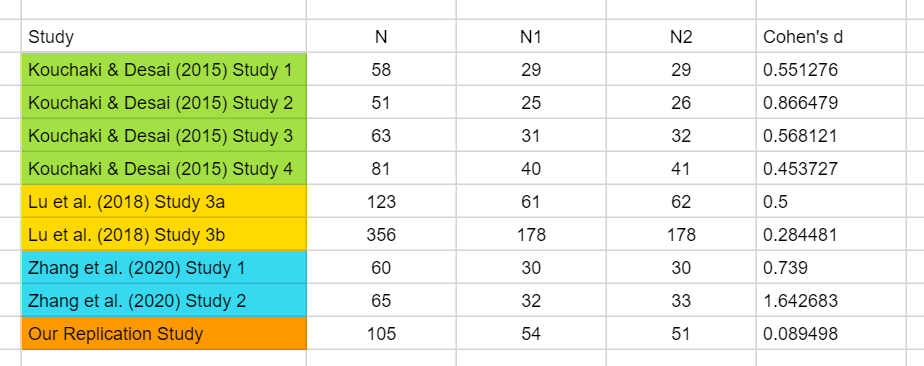 Study N N1 N2 Cohen's d
Kouchaki & Desai (2015) Study 1 58 29 29 0.551276
Kouchaki & Desai (2015) Study 2 51 25 26 0.866479
Kouchaki & Desai (2015) Study 3 63 31 32 0.568121
Kouchaki & Desai (2015) Study 4 81 40 41 0.453727
Lu et al. (2018) Study 3a 123 61 62 0.5
Lu et al. (2018) Study 3b 356 178 178 0.284481
Zhang et al. (2020) Study 1 60 30 30 0.739
Zhang et al. (2020) Study 2 65 32 33 1.642683
Our Replication Study 105 54 51 0.089498